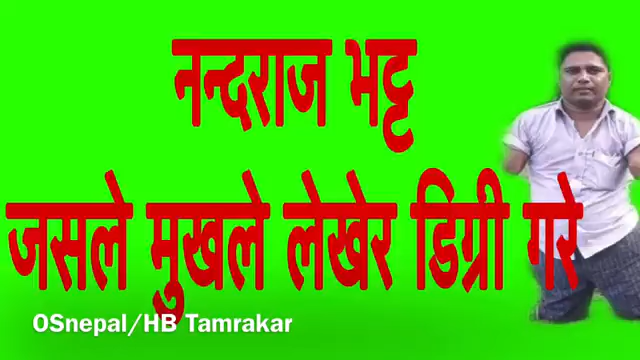 नन्दराज भट्ट
जसले मुखले लेखेर डिग्री गरे
OSnepal/HB Tamrakar